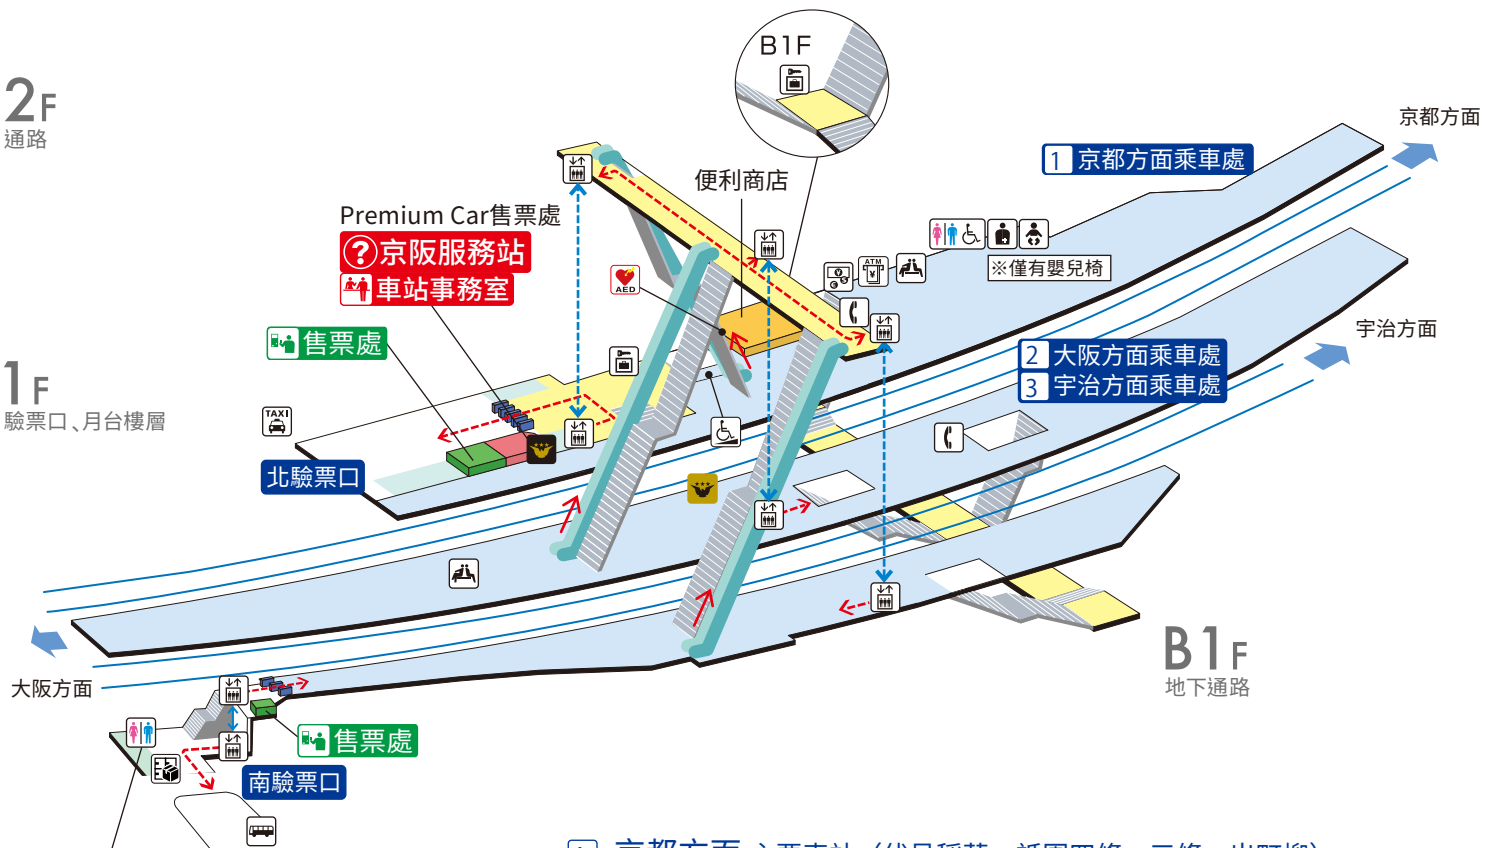 B1F
2F
通路
京都方面
1 京都方面乘車處
便利商店
Premium Car售票處
?京阪服務站
車站事務室
AED
ATM
※僅有嬰兒椅
宇治方面
售票處
2 大阪方面乘車處
3 宇治方面乘車處
1F
驗票口、月台樓層
TAXI
北驗票口
B1F
地下通路
大阪方面
售票處
南驗票口